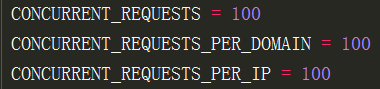 CONCURRENT_REQUESTS = 100
CONCURRENT_REQUESTS_PER_DOMAIN = 100
CONCURRENT_REQUESTS_PER_IP = 100